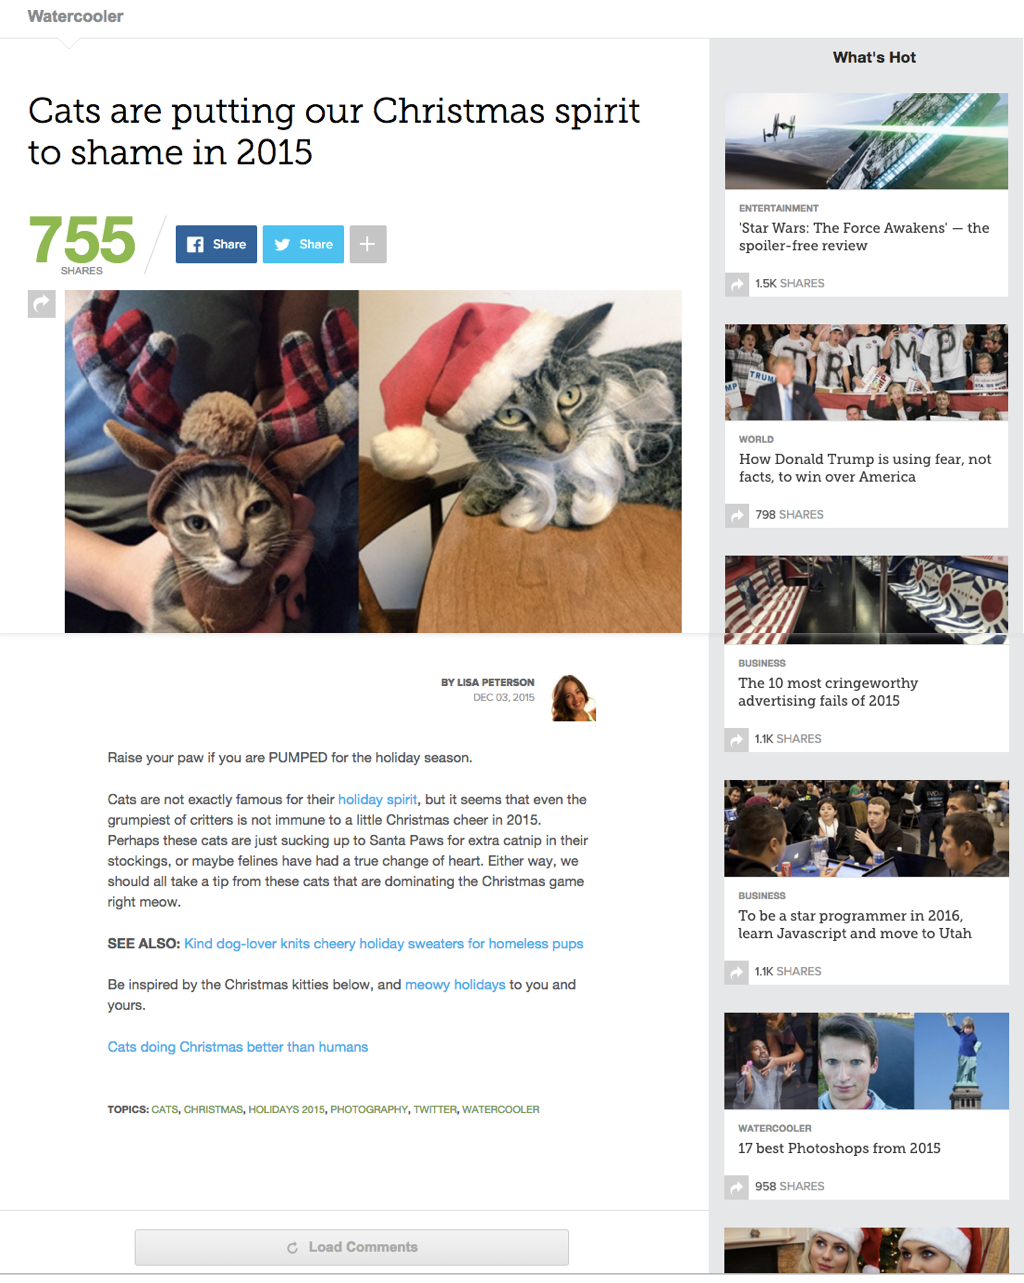 Watercooler
Cats are putting our Christmas spirit
to shame in 2015
755
SHARES
Share
Share
BY LISA PETERSON
DEC 03, 2015
Raise your paw if you are PUMPED for the holiday season.
Cats are not exactly famous for their holiday spirit, but it seems that even the
grumpiest of critters is not immune to a little Christmas cheer in 2015.
Perhaps these cats are just sucking up to Santa Paws for extra catnip in their
stockings, or maybe felines have had a true change of heart. Either way, we
should all take a tip from these cats that are dominating the Christmas game
right meow.
SEE ALSO: Kind dog-lover knits cheery holiday sweaters for homeless pups
Be inspired by the Christmas kitties below, and meowy holidays to you and
yours.
Cats doing Christmas better than humans
TOPICS: CATS, CHRISTMAS, HOLIDAYS 2015, PHOTOGRAPHY, TWITTER, WATERCOOLER
Load Comments
What's Hot
ENTERTAINMENT
'Star Wars: The Force Awakens' — the
spoiler-free review
1.5K SHARES
TRUMP
TRUM
MP
WORLD
How Donald Trump is using fear, not
facts, to win over America
798 SHARES
BUSINESS
The 10 most cringeworthy
advertising fails of 2015
1.1K SHARES
BUSINESS
To be a star programmer in 2016,
learn Javascript and move to Utah
1.1K SHARES
WATERCOOLER
17 best Photoshops from 2015
958 SHARES